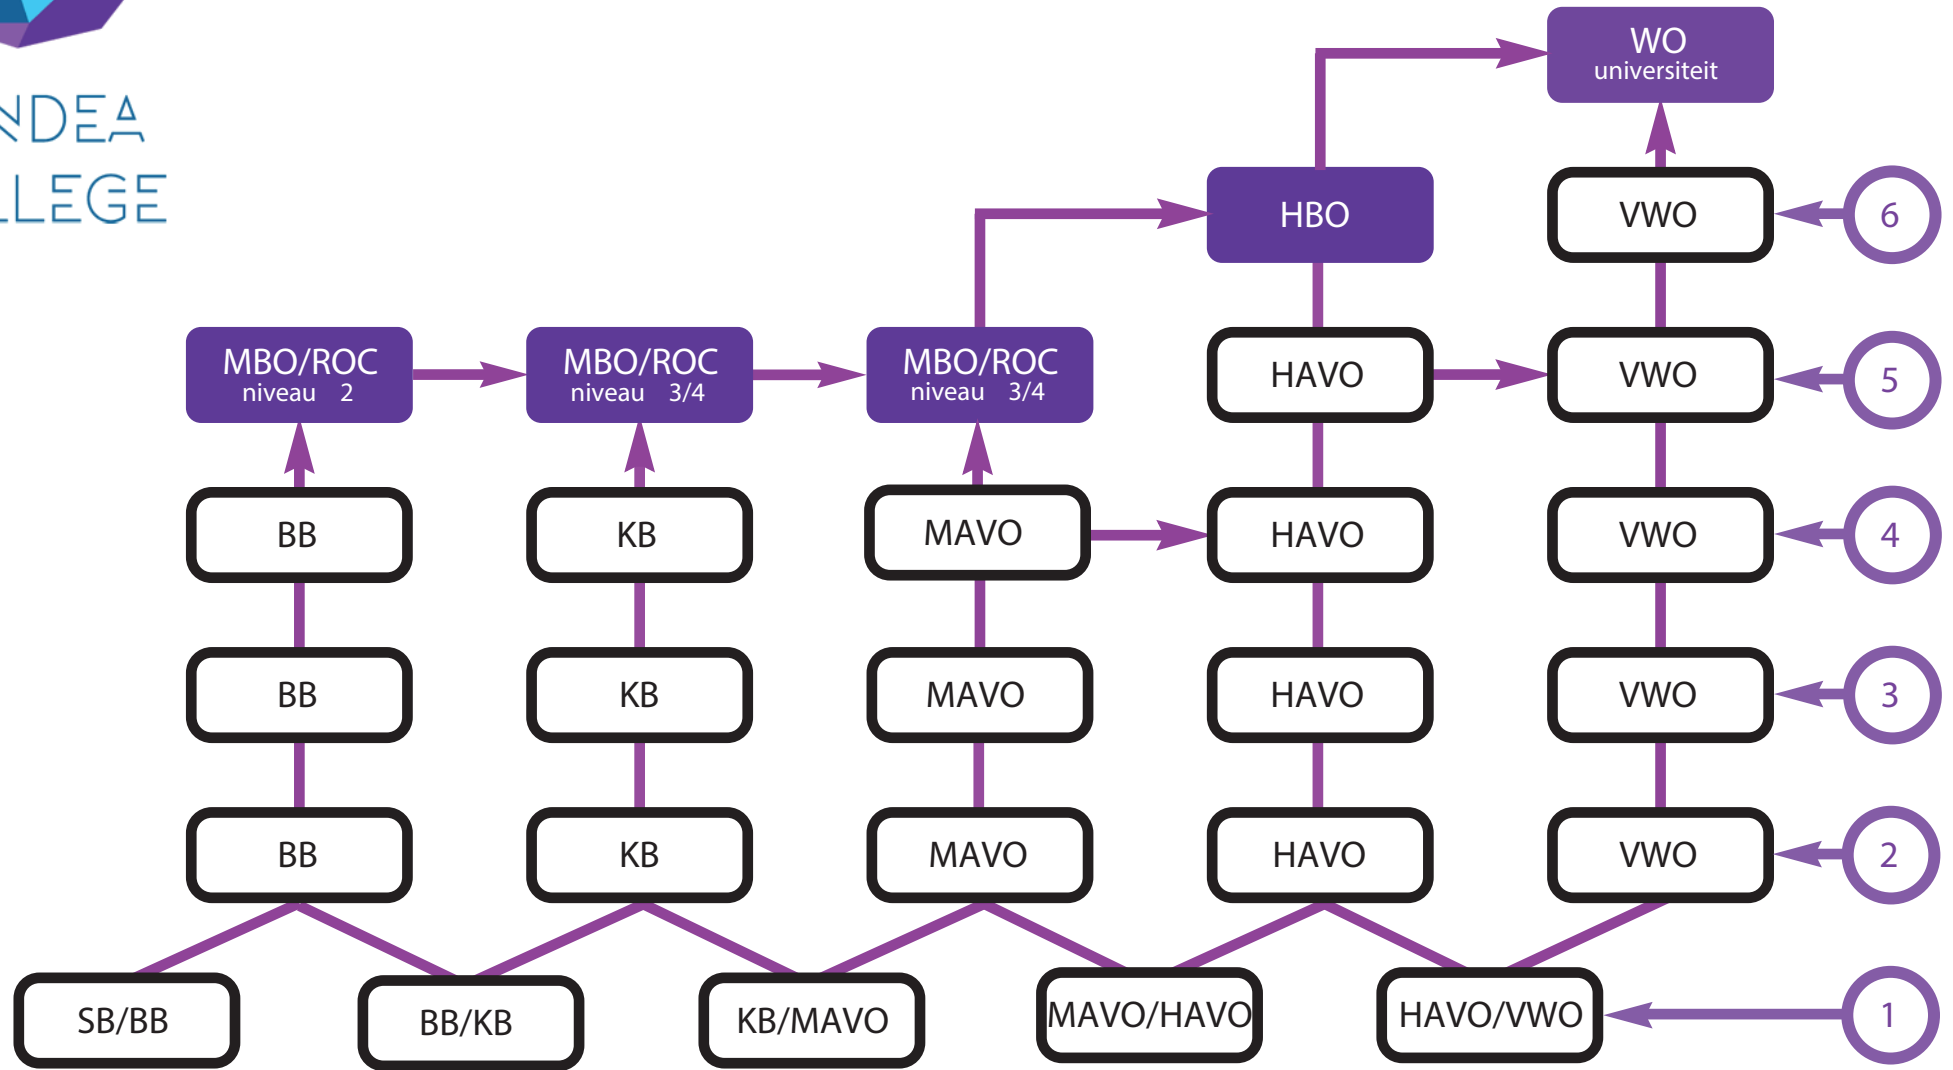 NDEA
LLEGE
WO
universiteit
HBO
VWO
6
MBO/ROC
niveau 2
MBO/ROC
niveau 3/4
MBO/ROC
niveau 3/4
HAVO
VWO
5
BB
KB
MAVO
HAVO
VWO
4
BB
KB
MAVO
HAVO
VWO
3
BB
KB
MAVO
HAVO
VWO
2
SB/BB
BB/KB
KB/MAVO
MAVO/HAVO
HAVO/VWO
1